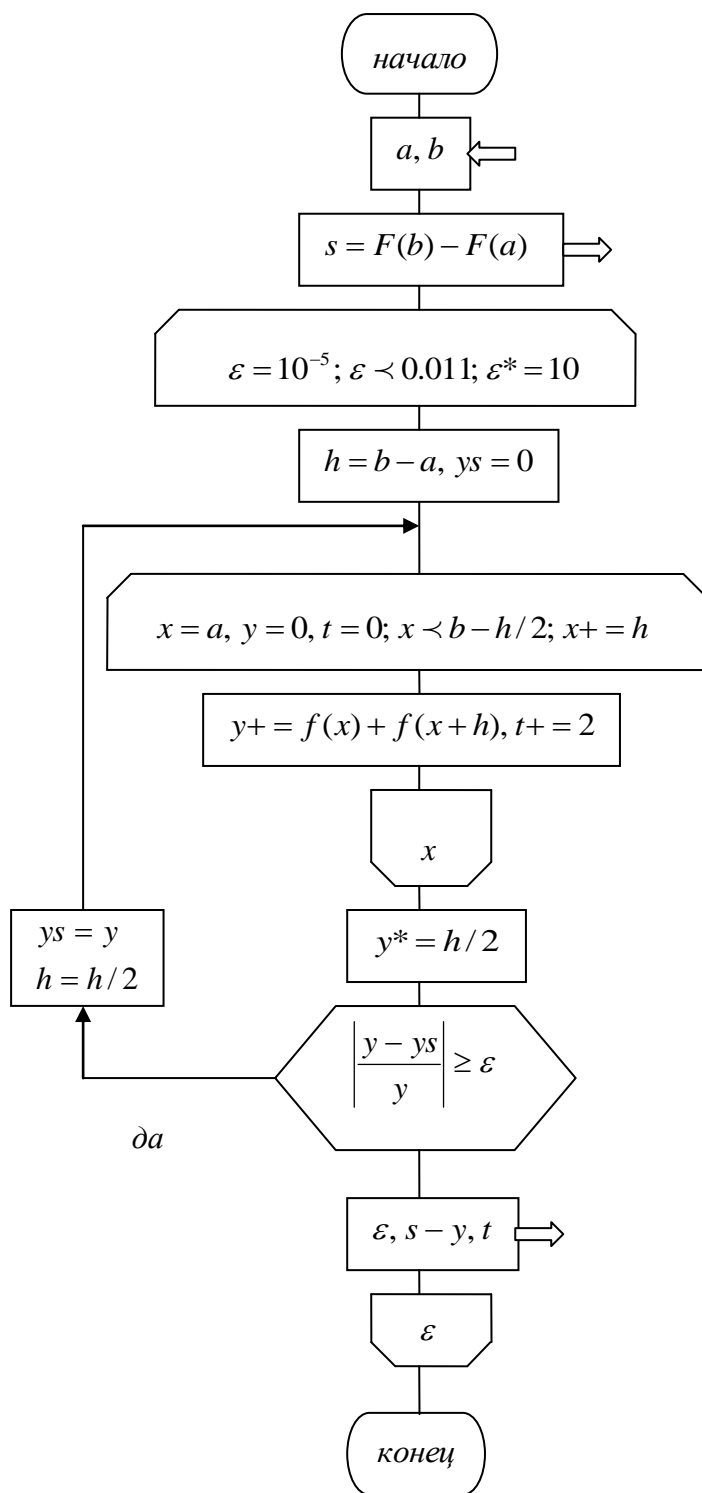 начало
a, b
s = F(b) − F(a)
ε = 10⁻⁵; ε ≺ 0.011; ε* = 10
h = b − a, ys = 0
x = a, y = 0, t = 0; x ≺ b − h / 2; x+ = h
y+ = f(x) + f(x + h), t+ = 2
x
y* = h / 2
ys = y
h = h / 2
|(y − ys) / y| ≥ ε
да
ε, s − y, t
ε
конец